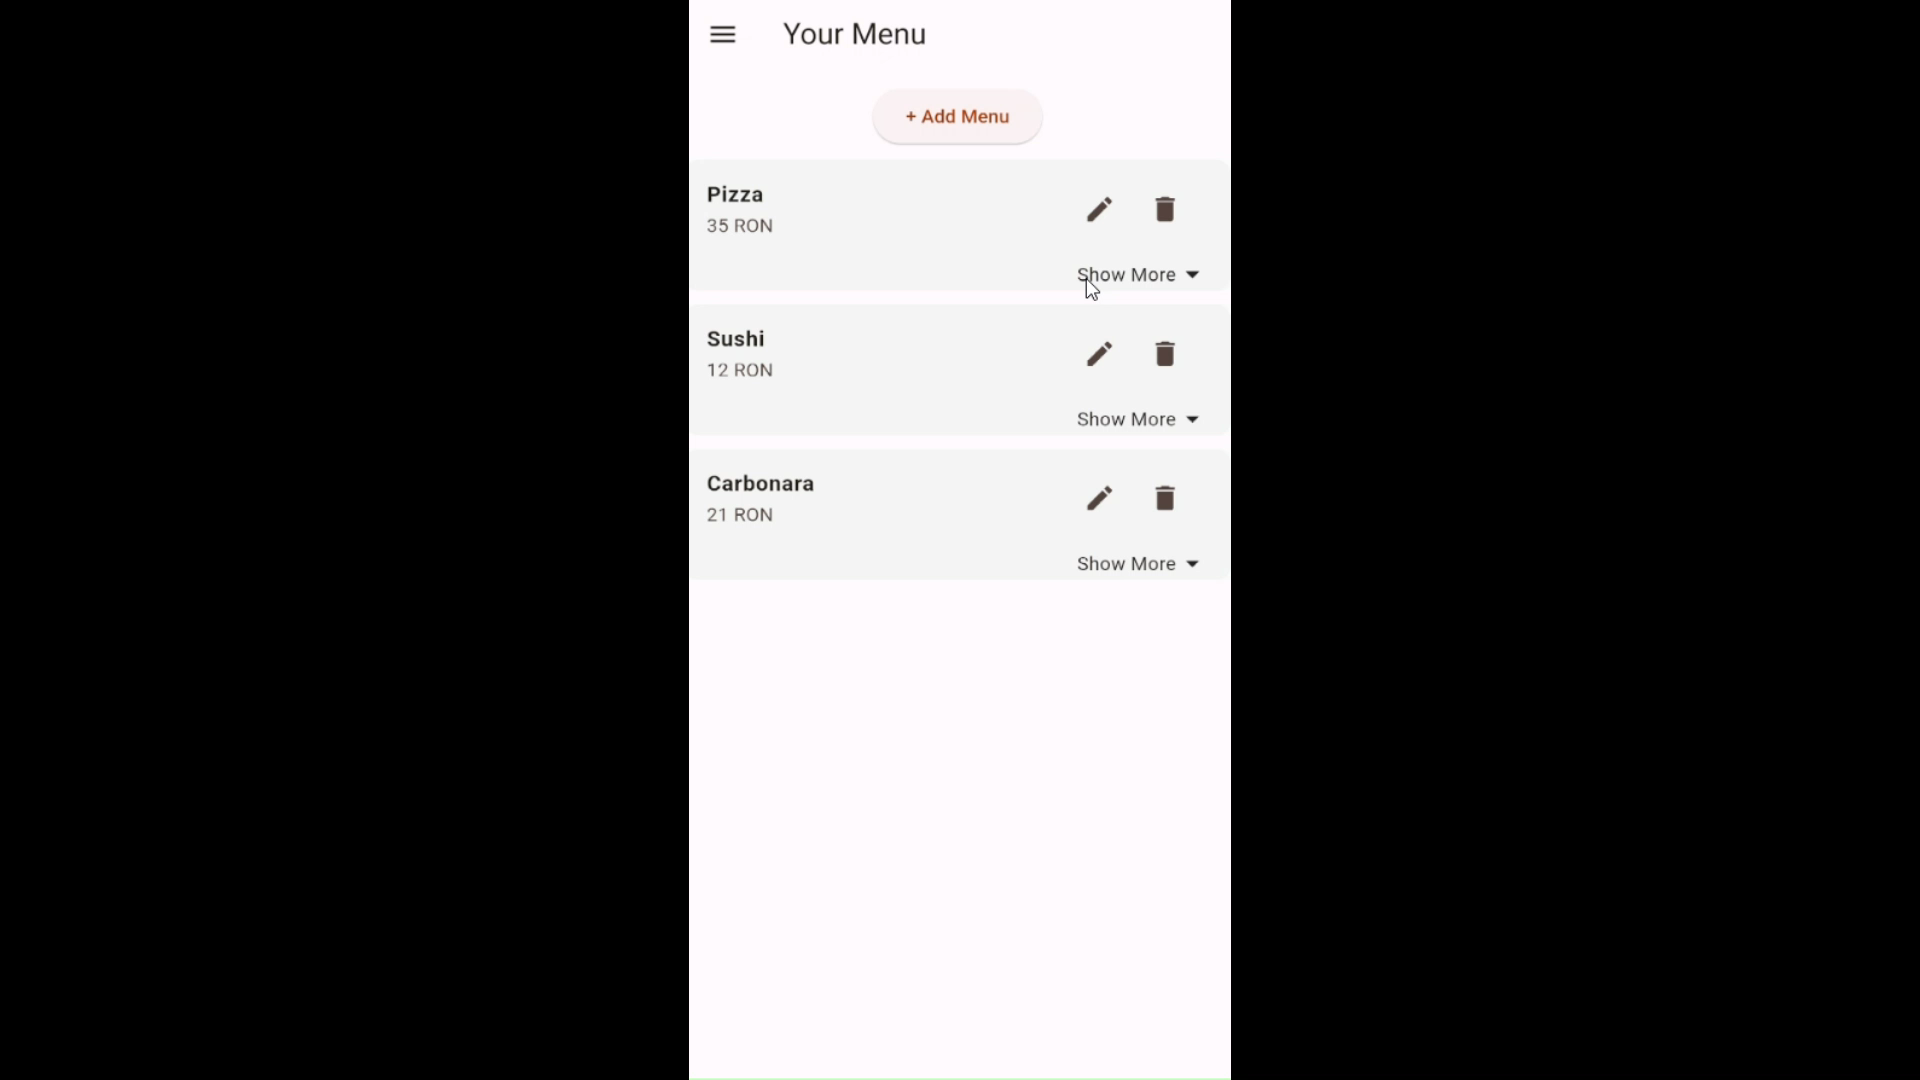 Your Menu
+ Add Menu
Pizza
35 RON
Show More
Sushi
12 RON
Show More
Carbonara
21 RON
Show More